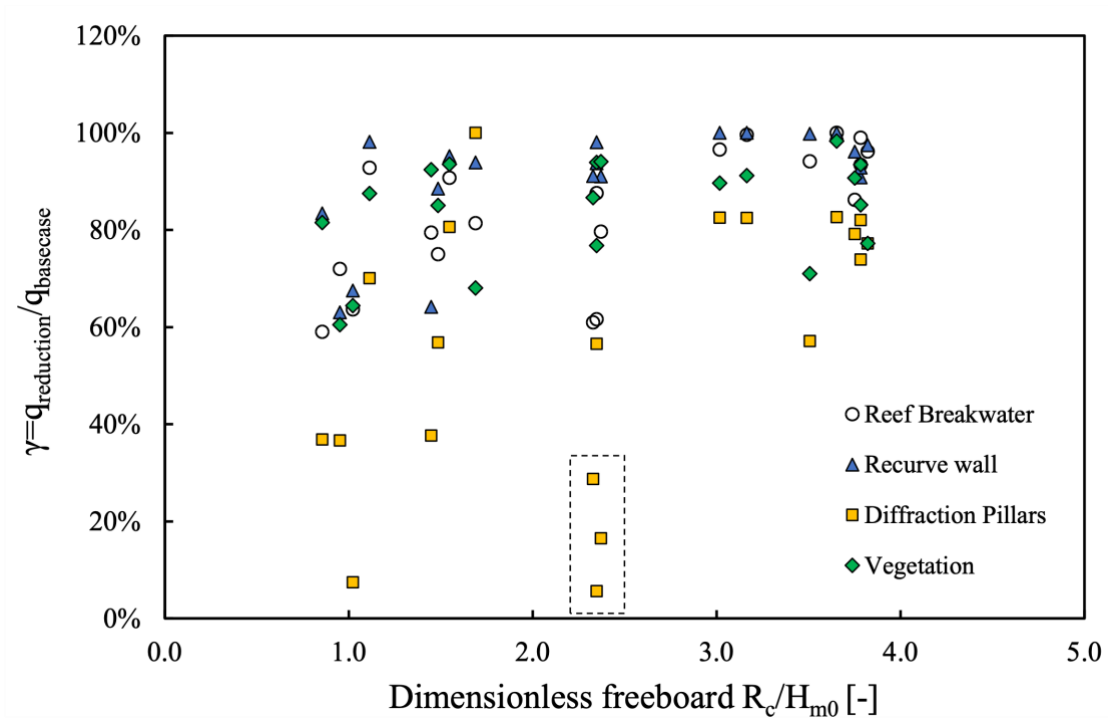 120%
100%
80%
60%
40%
20%
0%
γ=qreduction/qbasecase
Reef Breakwater
Recurve wall
Diffraction Pillars
Vegetation
0.0 1.0 2.0 3.0 4.0 5.0
Dimensionless freeboard Rc/Hm0 [-]